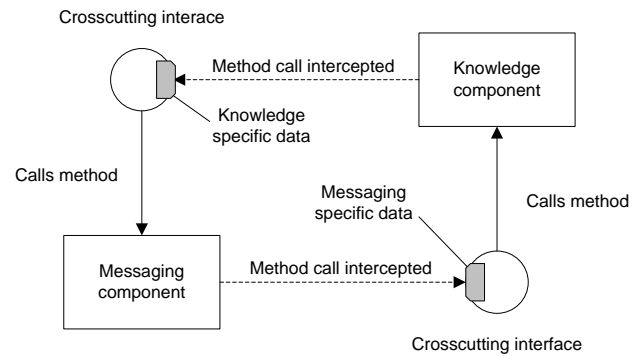 Crosscutting interace
Method call intercepted
Knowledge
component
Knowledge
specific data
Calls method
Messaging
specific data
Calls method
Messaging
component
Method call intercepted
Crosscutting interface